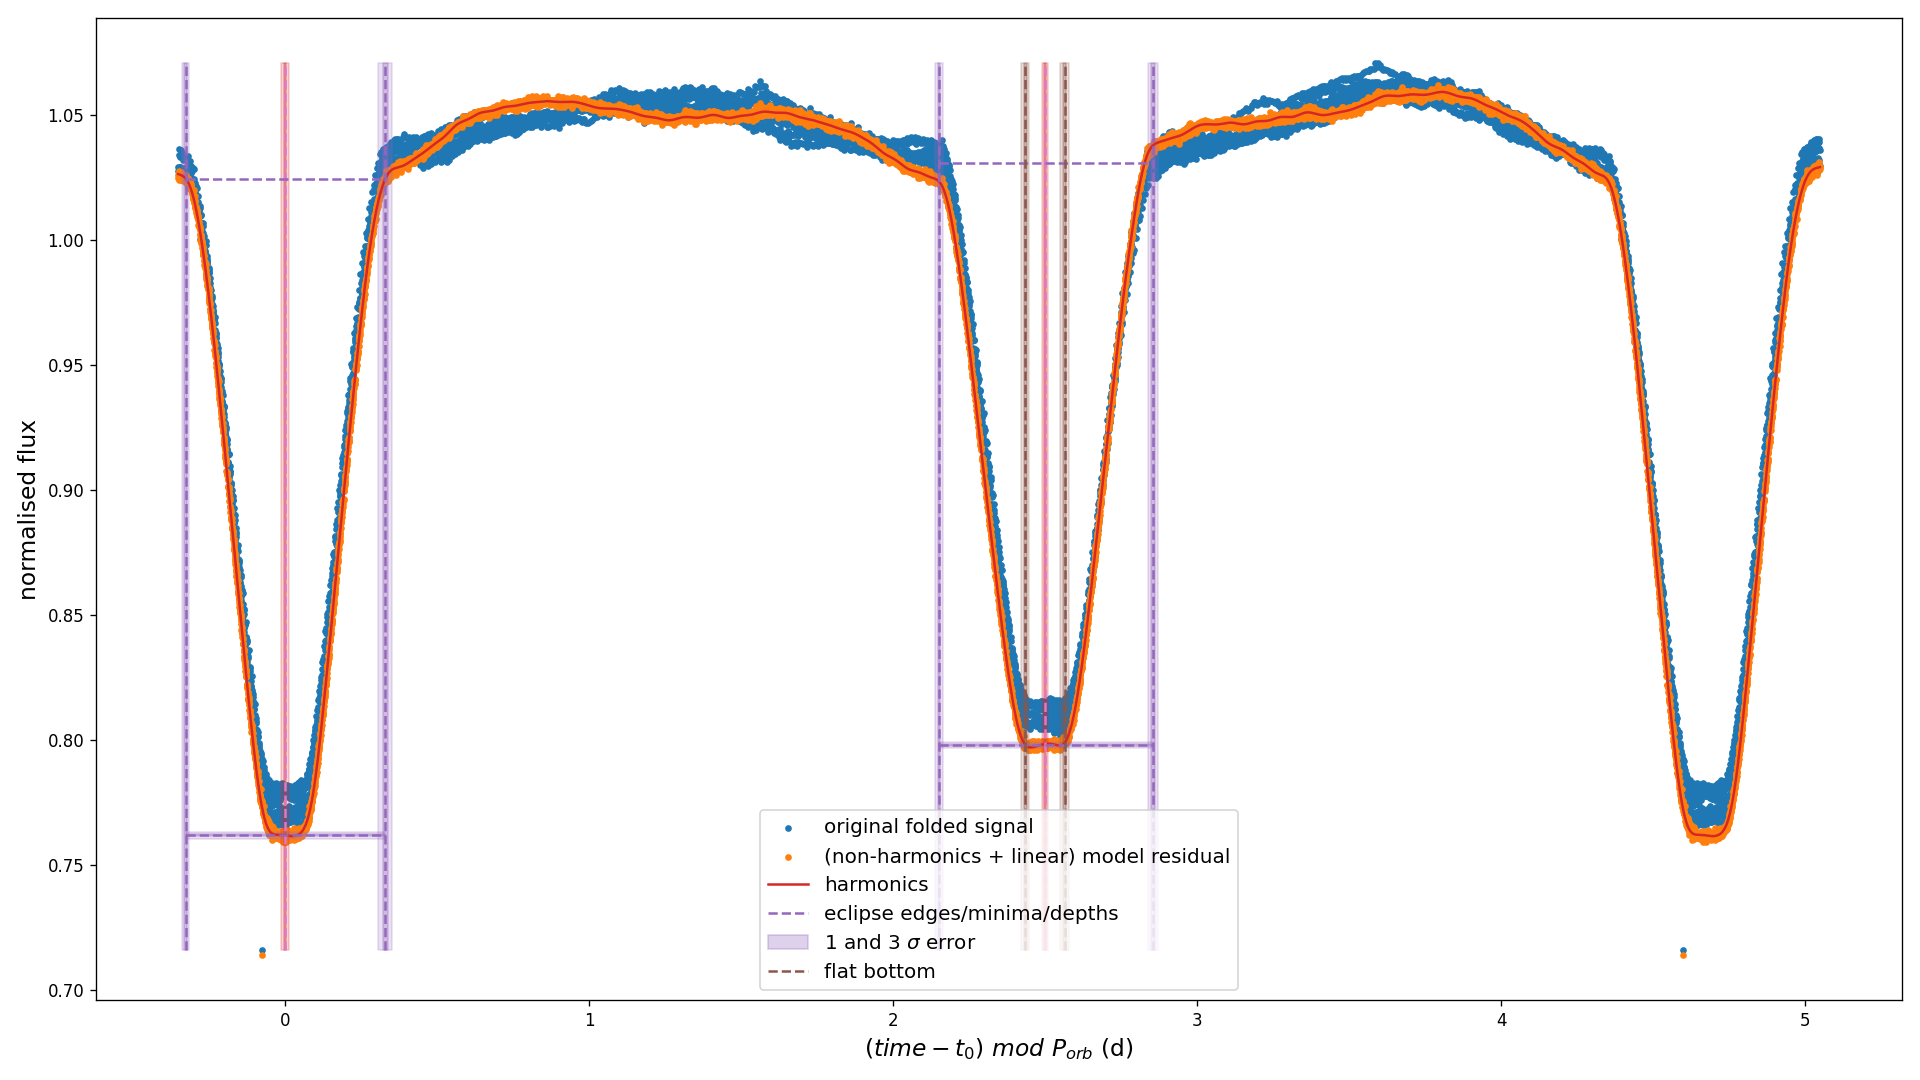 normalised flux
1.05
1.00
0.95
0.90
0.85
0.80
0.75
0.70
original folded signal
(non-harmonics + linear) model residual
harmonics
eclipse edges/minima/depths
1 and 3 σ error
flat bottom
0 1 2 3 4 5
(time − t₀) mod Pₒᵣᵦ (d)